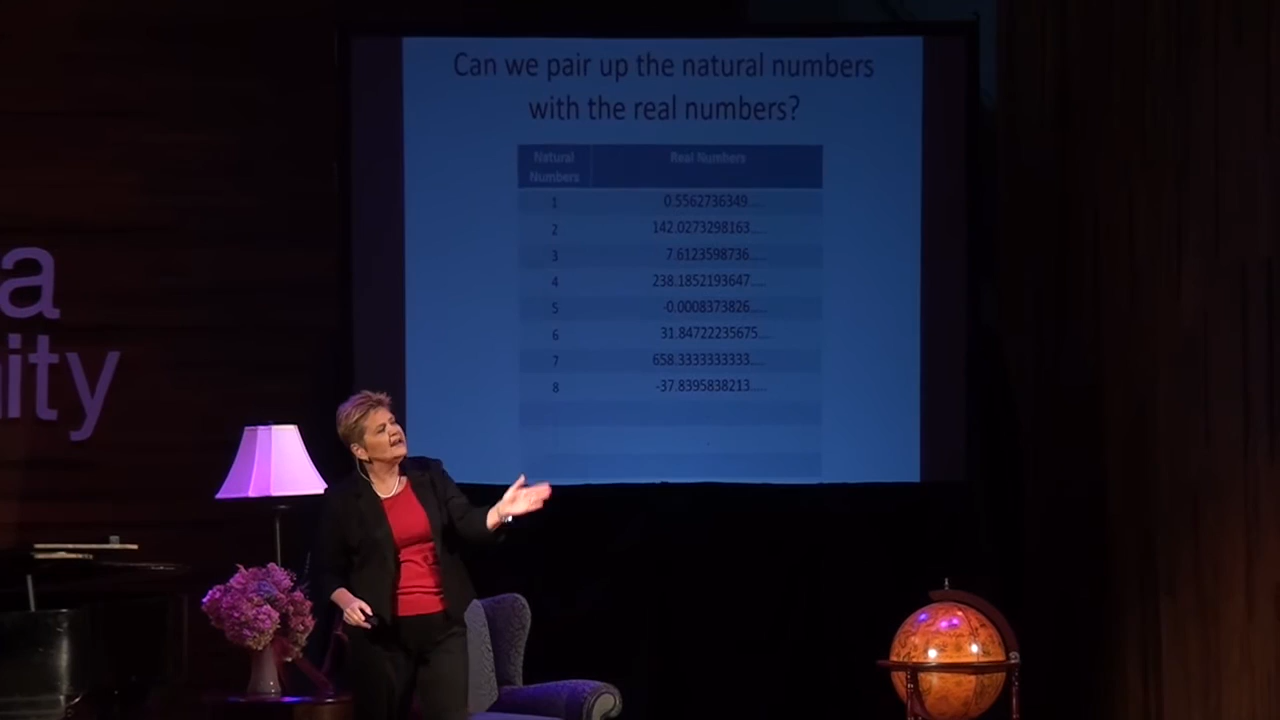 Can we pair up the natural numbers
with the real numbers?
Natural Numbers Real Numbers
1 0.5562736349.....
2 142.0273298163.....
3 7.6123598736.....
4 238.1852193647.....
5 -0.0008373826.....
6 31.84722235675.....
7 658.3333333333.....
8 -37.8395838213.....
a
ity